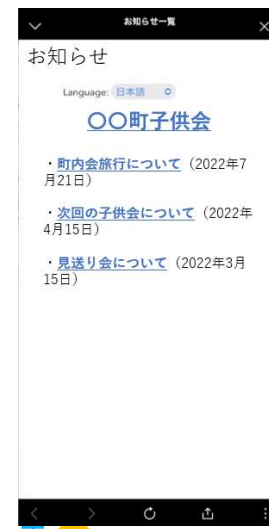 お知らせ一覧
お知らせ
Language: 日本語
〇〇町子供会
・町内会旅行について（2022年7
月21日）
・次回の子供会について（2022年
4月15日）
・見送り会について（2022年3月
15日）